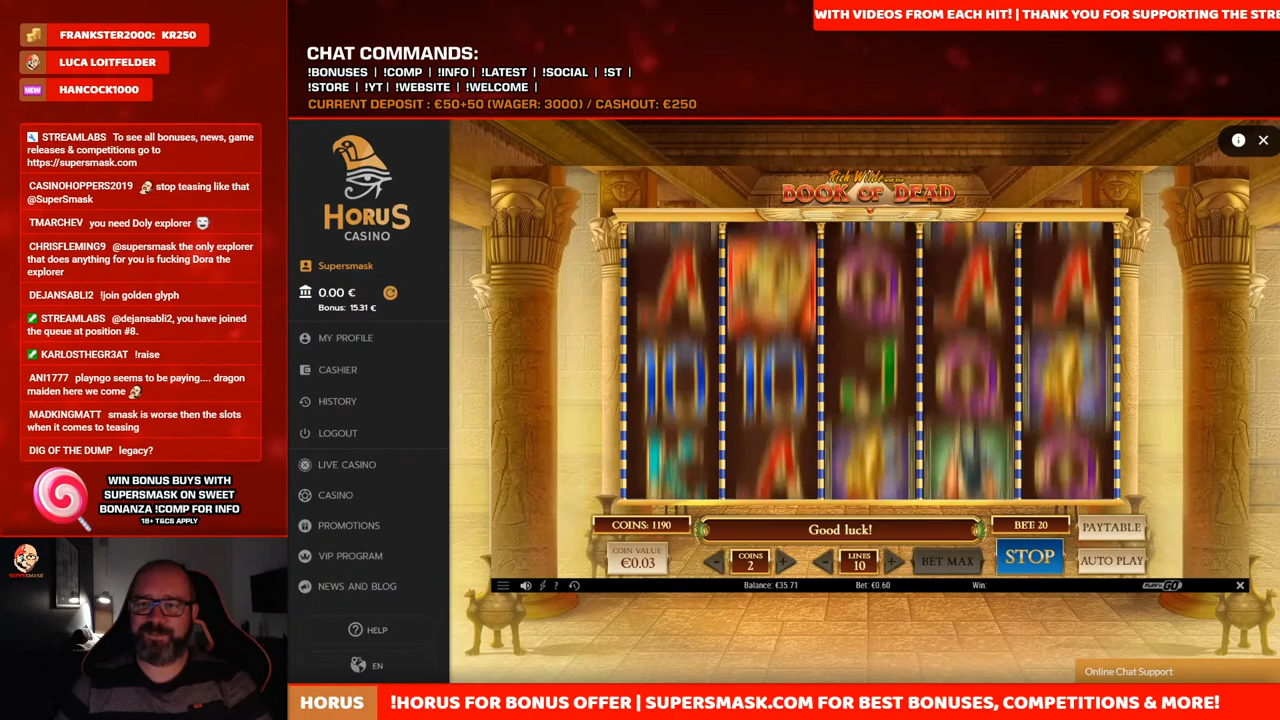 FRANKSTER2000: KR250
LUCA LOITFELDER
NEW HANCOCK1000
STREAMLABS To see all bonuses, news, game
releases & competitions go to
https://supersmask.com
CASINOHOPPERS2019 stop teasing like that
@SuperSmask
TMARCHEV you need Doly explorer
CHRISFLEMING9 @supersmask the only explorer
that does anything for you is fucking Dora the
explorer
DEJANSABLI2 !join golden glyph
STREAMLABS @dejansabli2, you have joined
the queue at position #8.
KARLOSTHEGR3AT !raise
ANI1777 playngo seems to be paying.... dragon
maiden here we come
MADKINGMATT smask is worse then the slots
when it comes to teasing
DIG OF THE DUMP legacy?
WIN BONUS BUYS WITH
SUPERSMASK ON SWEET
BONANZA !COMP FOR INFO
18+ T&CS APPLY
SUPERSMASK
WITH VIDEOS FROM EACH HIT! | THANK YOU FOR SUPPORTING THE STRE
CHAT COMMANDS:
!BONUSES | !COMP | !INFO | !LATEST | !SOCIAL | !ST |
!STORE | !YT | !WEBSITE | !WELCOME |
CURRENT DEPOSIT : €50+50 (WAGER: 3000) / CASHOUT: €250
HORUS
CASINO
Supersmask
0.00 €
Bonus: 15.31 €
MY PROFILE
CASHIER
HISTORY
LOGOUT
LIVE CASINO
CASINO
PROMOTIONS
VIP PROGRAM
NEWS AND BLOG
HELP
EN
Rich Wilde and the
BOOK OF DEAD
A Q A A
10 10 J Q
K A Q
COINS: 1190
Good luck!
BET: 20
PAYTABLE
COIN VALUE
€0.03
COINS
2
LINES
10
BET MAX
STOP
AUTO PLAY
Balance: €35.71
Bet: €0.60
Win:
PLAY'N GO
Online Chat Support
HORUS
!HORUS FOR BONUS OFFER | SUPERSMASK.COM FOR BEST BONUSES, COMPETITIONS & MORE!